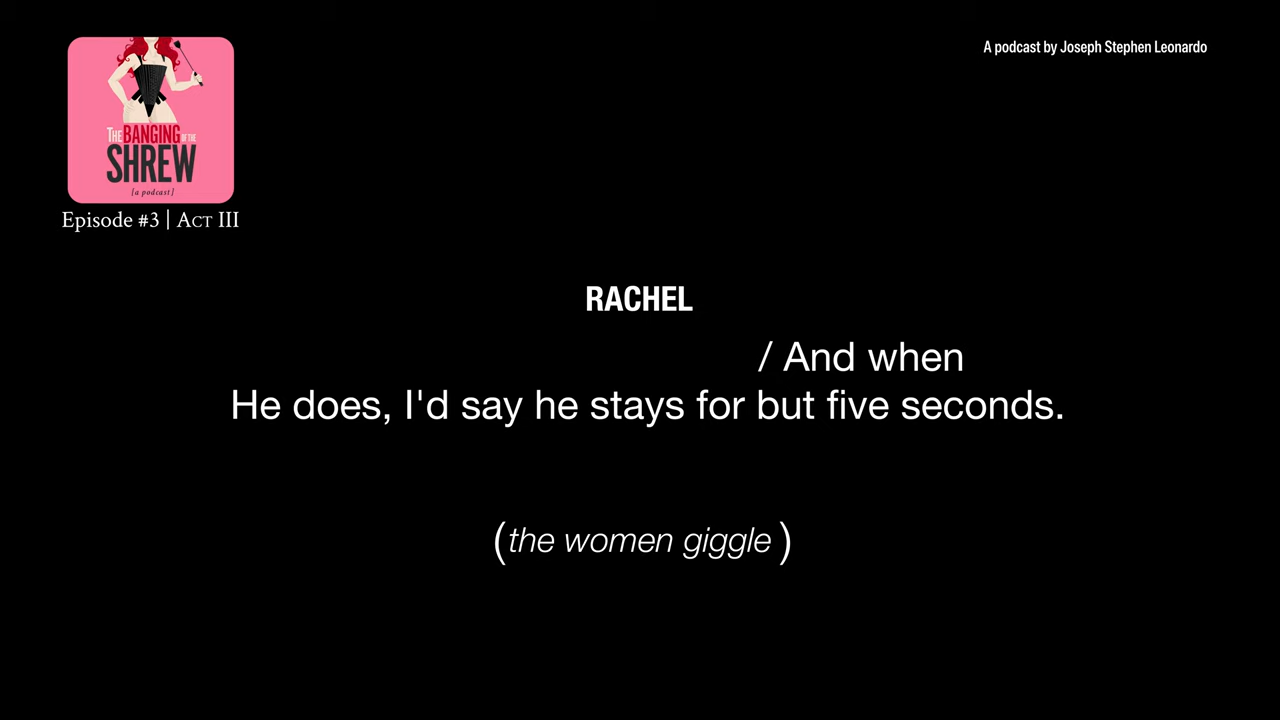 A podcast by Joseph Stephen Leonardo
THE BANGING OF THE
SHREW
[a podcast]
Episode #3 | ACT III
RACHEL
/ And when
He does, I'd say he stays for but five seconds.
(the women giggle )